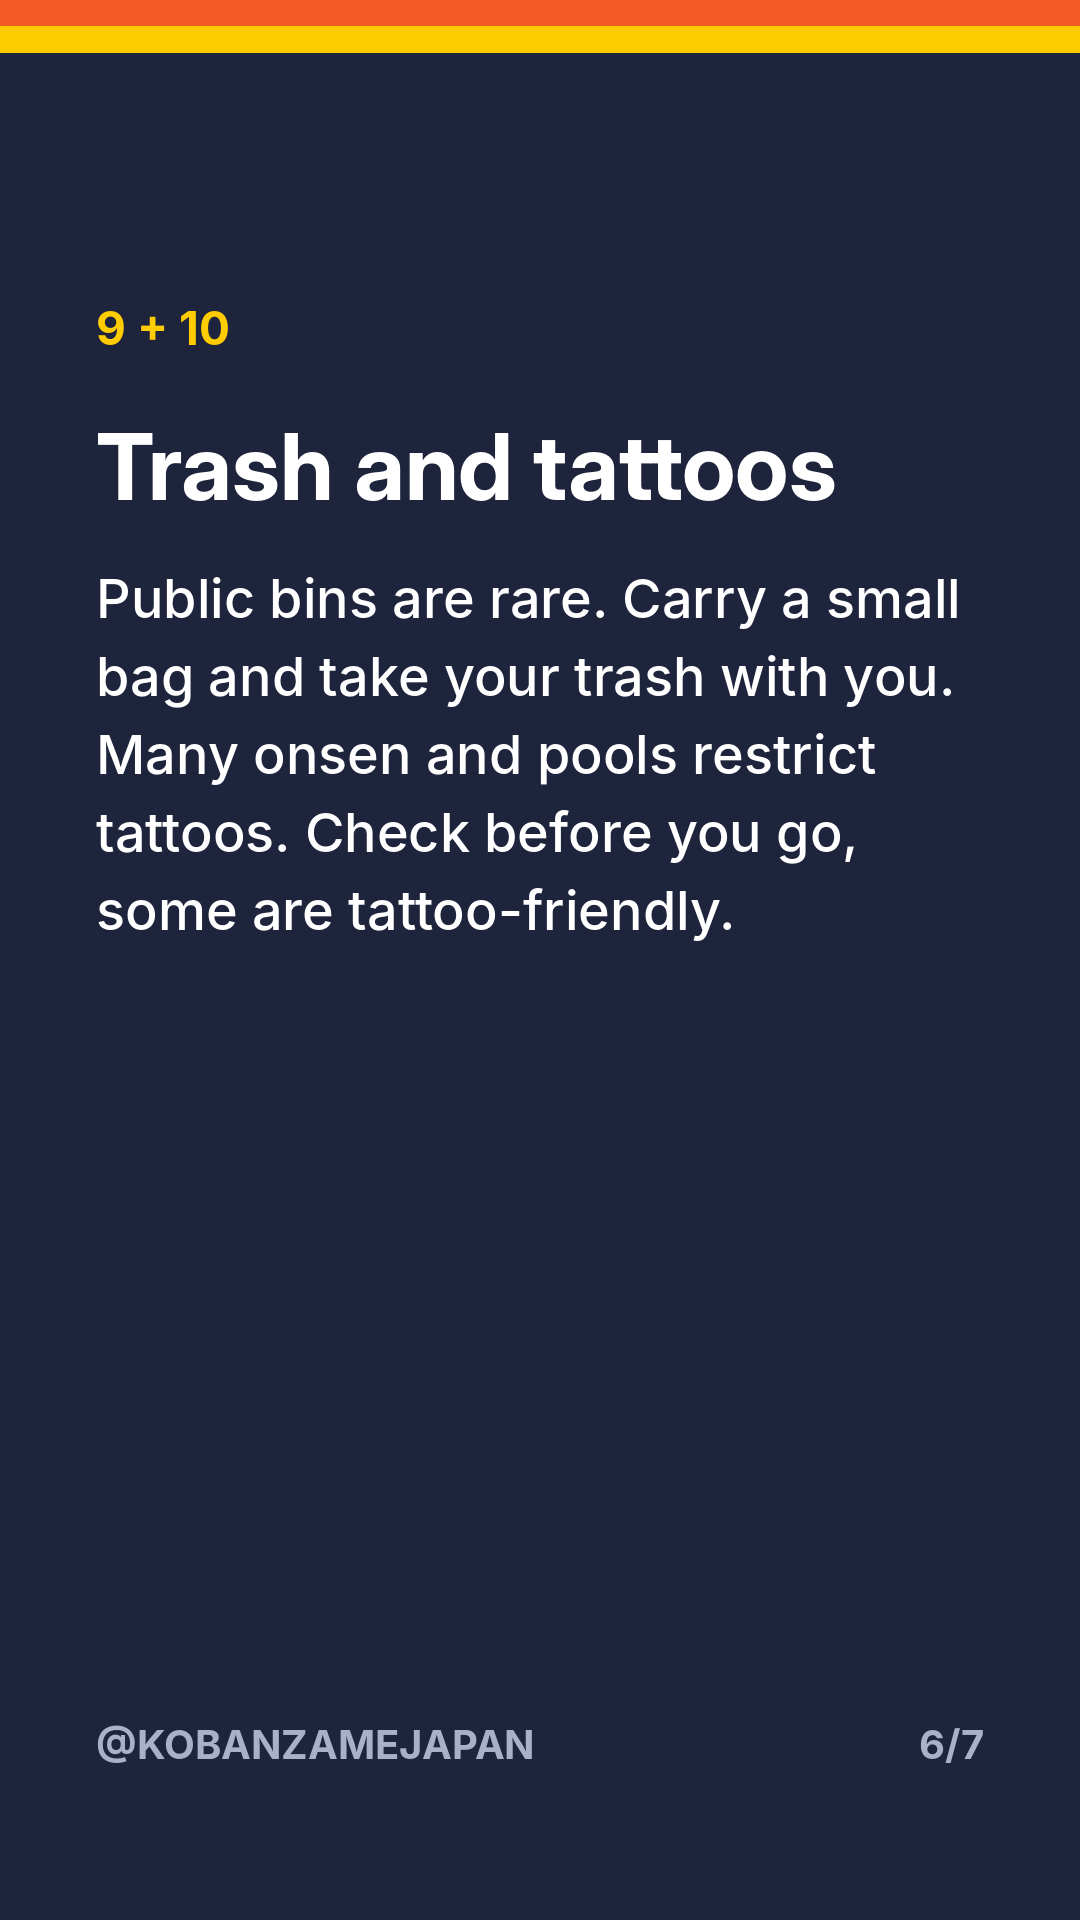 9 + 10
Trash and tattoos
Public bins are rare. Carry a small
bag and take your trash with you.
Many onsen and pools restrict
tattoos. Check before you go,
some are tattoo-friendly.
@KOBANZAMEJAPAN
6/7